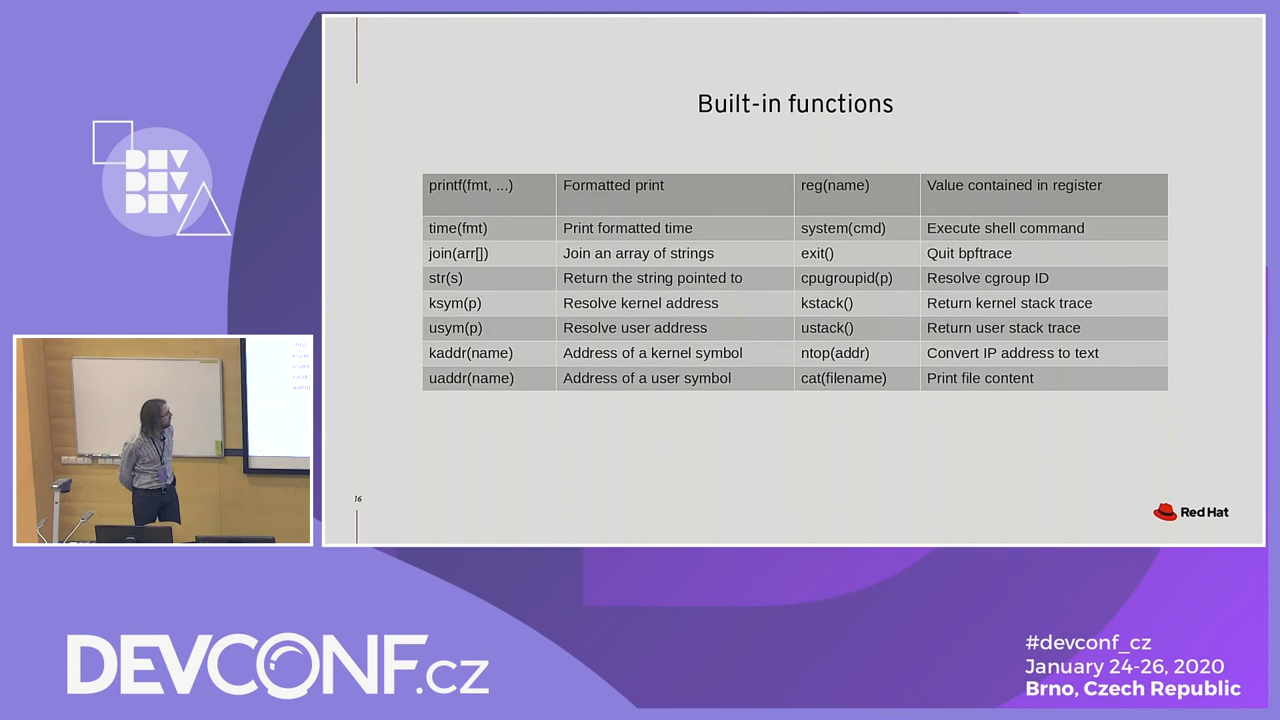 DEV
DEV
DEV
Built-in functions
printf(fmt, ...) Formatted print reg(name) Value contained in register
time(fmt) Print formatted time system(cmd) Execute shell command
join(arr[]) Join an array of strings exit() Quit bpftrace
str(s) Return the string pointed to cpugroupid(p) Resolve cgroup ID
ksym(p) Resolve kernel address kstack() Return kernel stack trace
usym(p) Resolve user address ustack() Return user stack trace
kaddr(name) Address of a kernel symbol ntop(addr) Convert IP address to text
uaddr(name) Address of a user symbol cat(filename) Print file content
16
Red Hat
DEVCONF.cz
#devconf_cz
January 24-26, 2020
Brno, Czech Republic